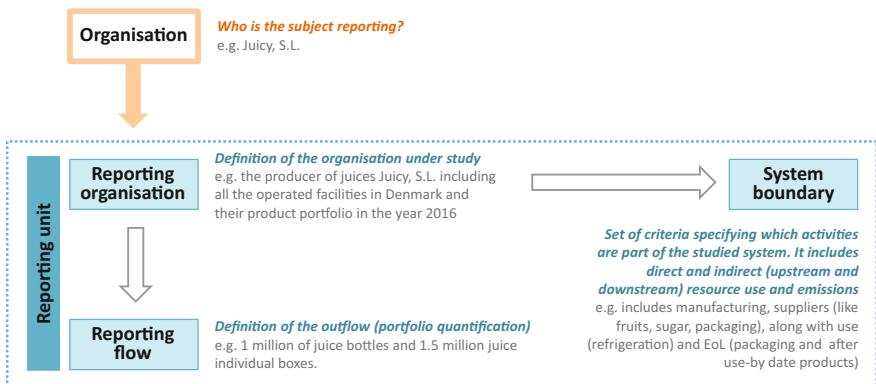 Organisation
Who is the subject reporting?
e.g. Juicy, S.L.
Reporting unit
Reporting
organisation
Definition of the organisation under study
e.g. the producer of juices Juicy, S.L. including
all the operated facilities in Denmark and
their product portfolio in the year 2016
System
boundary
Set of criteria specifying which activities
are part of the studied system. It includes
direct and indirect (upstream and
downstream) resource use and emissions
e.g. includes manufacturing, suppliers (like
fruits, sugar, packaging), along with use
(refrigeration) and EoL (packaging and after
use-by date products)
Reporting
flow
Definition of the outflow (portfolio quantification)
e.g. 1 million of juice bottles and 1.5 million juice
individual boxes.